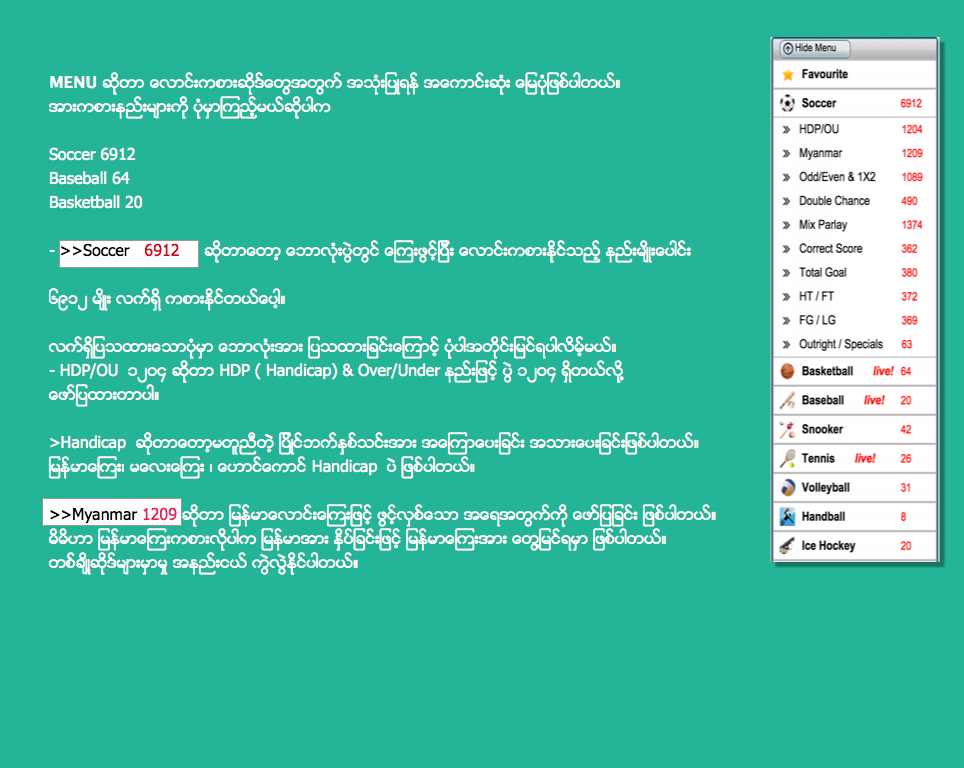 MENU ဆိုတာ လောင်းကစားဆိုဒ်တွေအတွက် အသုံးပြုရန် အကောင်းဆုံး မြေပုံဖြစ်ပါတယ်။
အားကစားနည်းများကို ပုံမှာကြည့်မယ်ဆိုပါက
Soccer 6912
Baseball 64
Basketball 20
- >>Soccer 6912 ဆိုတာတော့ ဘောလုံးပွဲတွင် ကြေးဖွင့်ပြီး လောင်းကစားနိုင်သည့် နည်းမျိုးပေါင်း
၆၉၁၂ မျိုး လက်ရှိ ကစားနိုင်တယ်ပေါ့။
လက်ရှိပြသထားသောပုံမှာ ဘောလုံးအား ပြသထားခြင်းကြောင့် ပုံပါအတိုင်းမြင်ရပါလိမ့်မယ်။
- HDP/OU ၁၂၀၄ ဆိုတာ HDP ( Handicap) & Over/Under နည်းဖြင့် ပွဲ ၁၂၀၄ ရှိတယ်လို့
ဖော်ပြထားတာပါ။
>Handicap ဆိုတာတော့မတူညီတဲ့ ပြိုင်ဘက်နှစ်သင်းအား အကြောပေးခြင်း အသားပေးခြင်းဖြစ်ပါတယ်။
မြန်မာကြေး၊ မလေးကြေး ၊ ဟောင်ကောင် Handicap ပဲ ဖြစ်ပါတယ်။
>>Myanmar 1209 ဆိုတာ မြန်မာလောင်းကြေးဖြင့် ဖွင့်လှစ်သော အရေအတွက်ကို ဖော်ပြခြင်း ဖြစ်ပါတယ်။
မိမိဟာ မြန်မာကြေးကစားလိုပါက မြန်မာအား နှိပ်ခြင်းဖြင့် မြန်မာကြေးအား တွေ့မြင်ရမှာ ဖြစ်ပါတယ်။
တစ်ချို့ဆိုဒ်များမှာမူ အနည်းငယ် ကွဲလွဲနိုင်ပါတယ်။
Hide Menu
Favourite
Soccer 6912
HDP/OU 1204
Myanmar 1209
Odd/Even & 1X2 1089
Double Chance 490
Mix Parlay 1374
Correct Score 362
Total Goal 380
HT / FT 372
FG / LG 369
Outright / Specials 63
Basketball live! 64
Baseball live! 20
Snooker 42
Tennis live! 26
Volleyball 31
Handball 8
Ice Hockey 20